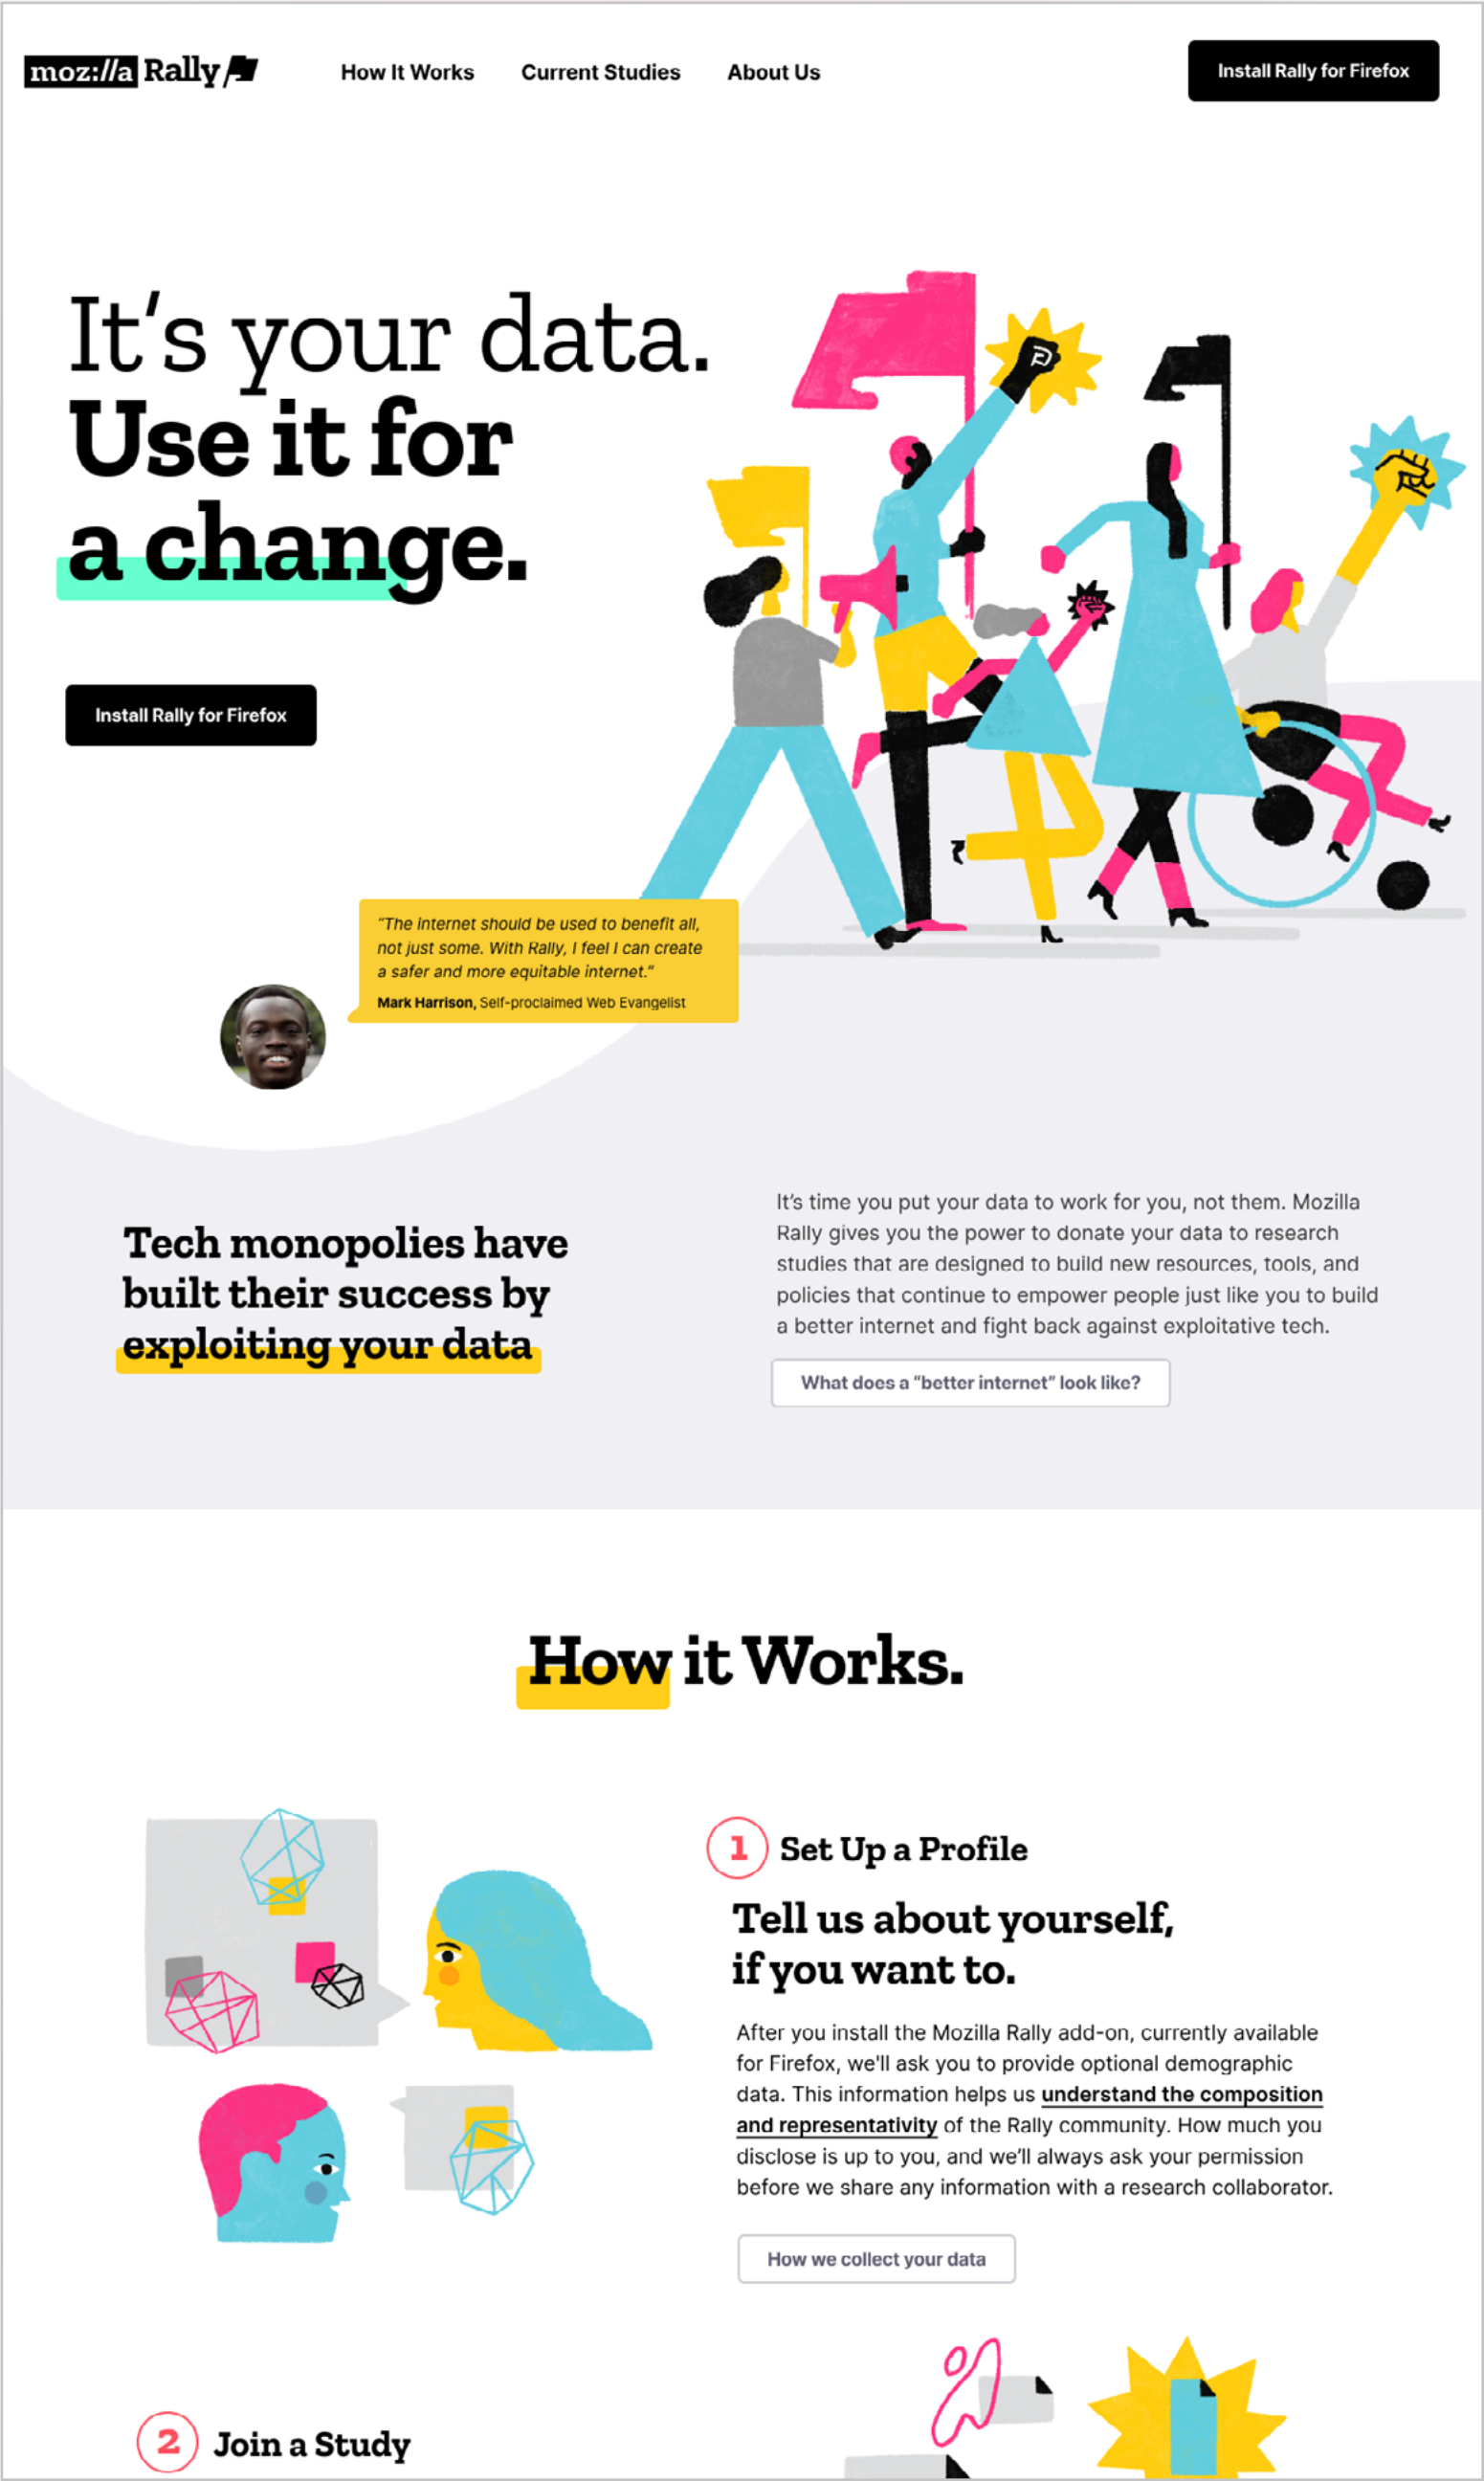 moz://a Rally
How It Works
Current Studies
About Us
Install Rally for Firefox
It’s your data.
Use it for
a change.
Install Rally for Firefox
“The internet should be used to benefit all,
not just some. With Rally, I feel I can create
a safer and more equitable internet.”
Mark Harrison, Self-proclaimed Web Evangelist
Tech monopolies have
built their success by
exploiting your data
It’s time you put your data to work for you, not them. Mozilla
Rally gives you the power to donate your data to research
studies that are designed to build new resources, tools, and
policies that continue to empower people just like you to build
a better internet and fight back against exploitative tech.
What does a “better internet” look like?
How it Works.
1 Set Up a Profile
Tell us about yourself,
if you want to.
After you install the Mozilla Rally add-on, currently available
for Firefox, we'll ask you to provide optional demographic
data. This information helps us understand the composition
and representativity of the Rally community. How much you
disclose is up to you, and we’ll always ask your permission
before we share any information with a research collaborator.
How we collect your data
2 Join a Study